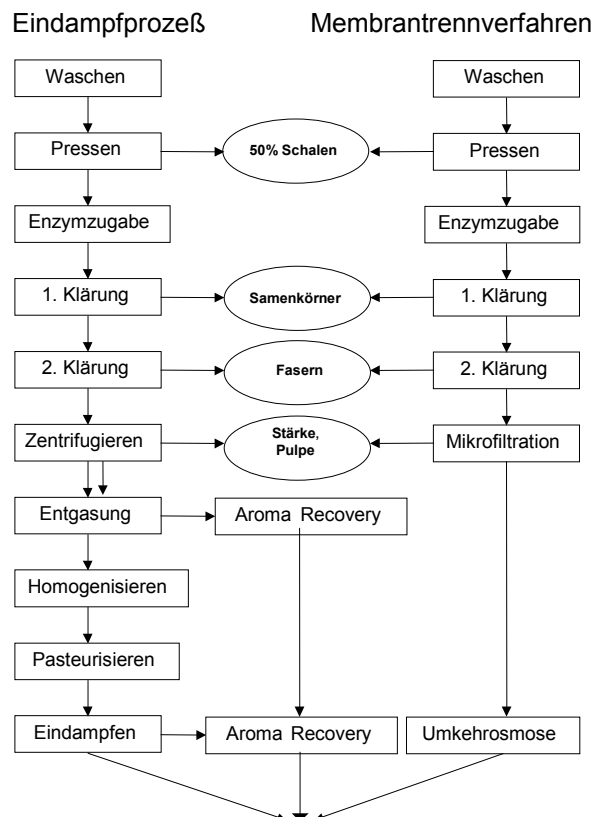 Eindampfprozeß Membrantrennverfahren
Waschen Waschen
Pressen 50% Schalen Pressen
Enzymzugabe Enzymzugabe
1. Klärung Samenkörner 1. Klärung
2. Klärung Fasern 2. Klärung
Zentrifugieren Stärke, Mikrofiltration
Pulpe
Entgasung Aroma Recovery
Homogenisieren
Pasteurisieren
Eindampfen Aroma Recovery Umkehrosmose